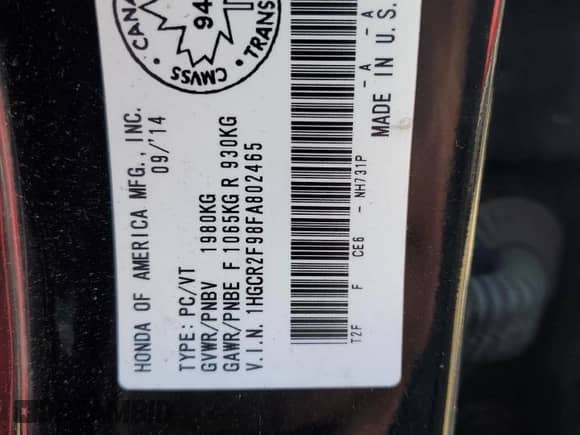 HONDA OF AMERICA MFG., INC.
09/'14
TYPE: PC/VT
GVWR/PNBV 1980KG
GAWR/PNBE F 1065KG R 930KG
V.I.N. 1HGCR2F98FA802465
T2F F CE6 - NH731P - A - A
MADE IN U.S.
CANA
94
CMVSS
TRANS